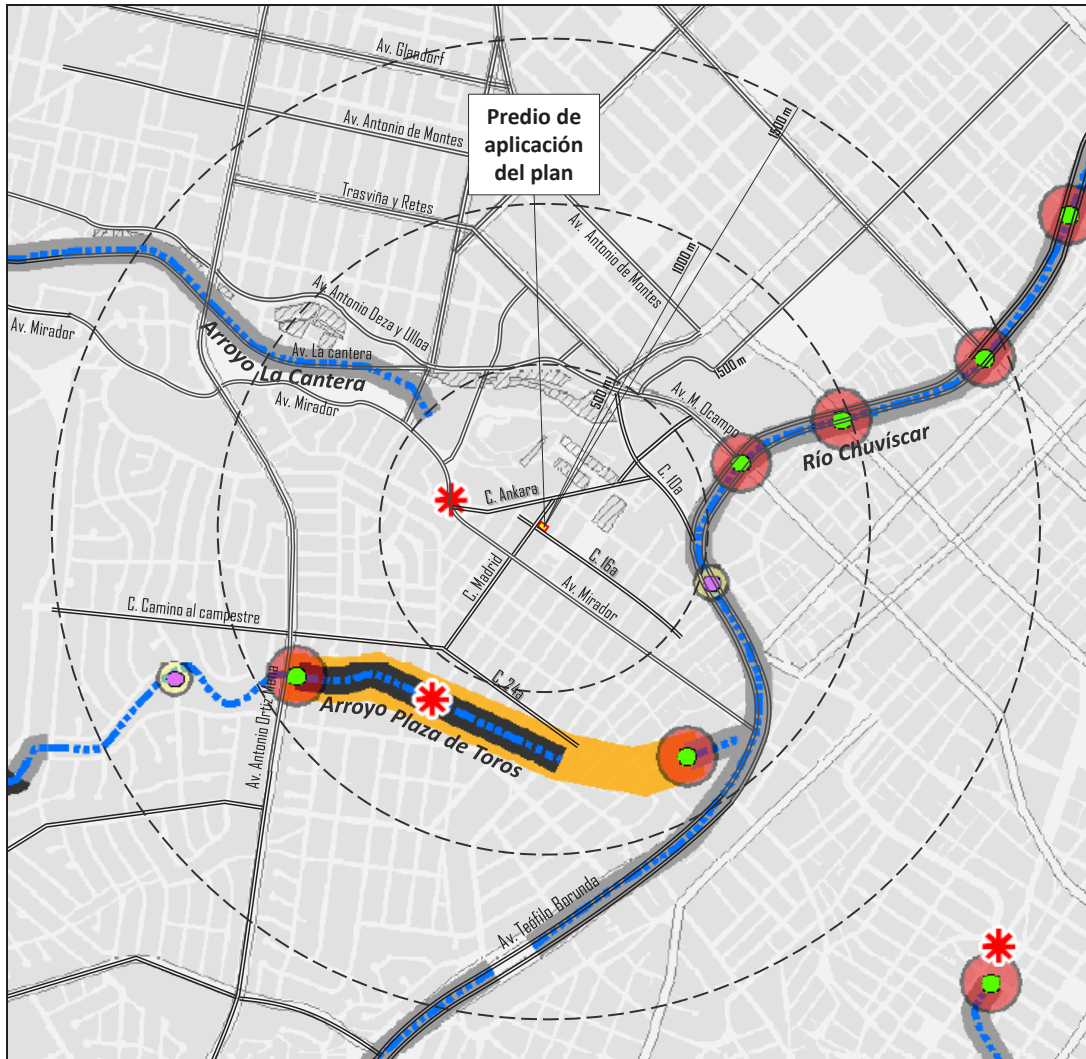 Av. Glandorf
1500 m
Predio de
aplicación
del plan
Av. Antonio de Montes
Trasviña y Retes
Av. Antonio de Montes
1000 m
Av. Antonio Deza y Ulloa
Av. Mirador
Arroyo La Cantera
Av. La cantera
Av. Mirador
1500 m
500 m
Av. M. Ocampo
Río Chuvíscar
C. 10a
C. Ankara
C. 16a
C. Madrid
Av. Mirador
C. Camino al campestre
C. 24a
Av. Antonio Ortiz Mena
Arroyo Plaza de Toros
Av. Teófilo Borunda